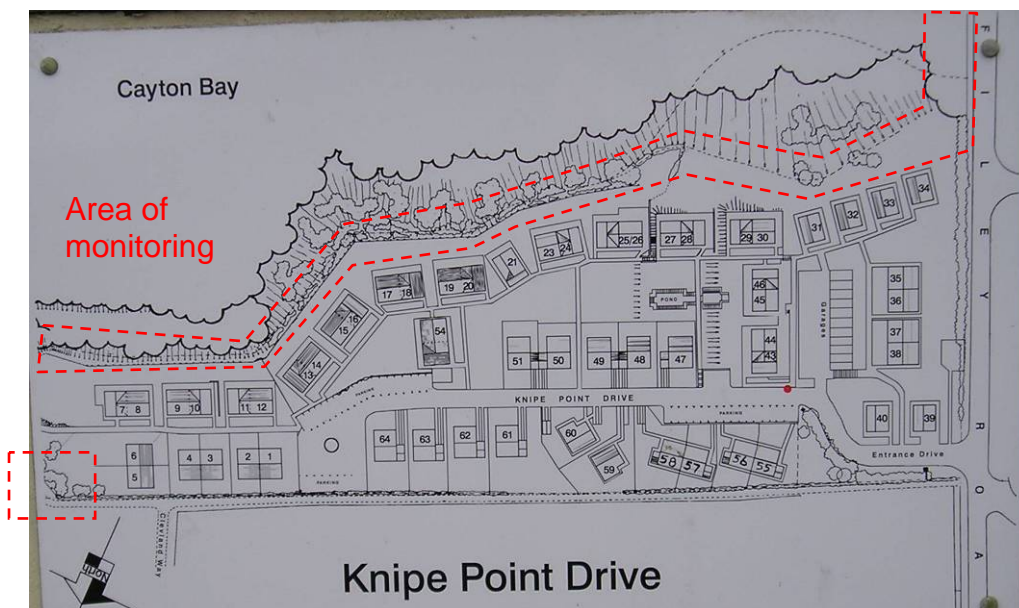 Cayton Bay
Area of
monitoring
FILEY ROA
34
33
32
31
29 30
27 28
25/26
23 24
21
19 20
17 18
16
15
14
13
54
46
45
POND
44
43
Garages
35
36
37
38
51 50 49 48 47
KNIPE POINT DRIVE
PARKING
PARKING
PARKING
7 8
9 10
11 12
6
5
4 3
2 1
64 63 62 61
60
59
58 57
56 55
40 39
Entrance Drive
Clevland Way
North
Knipe Point Drive